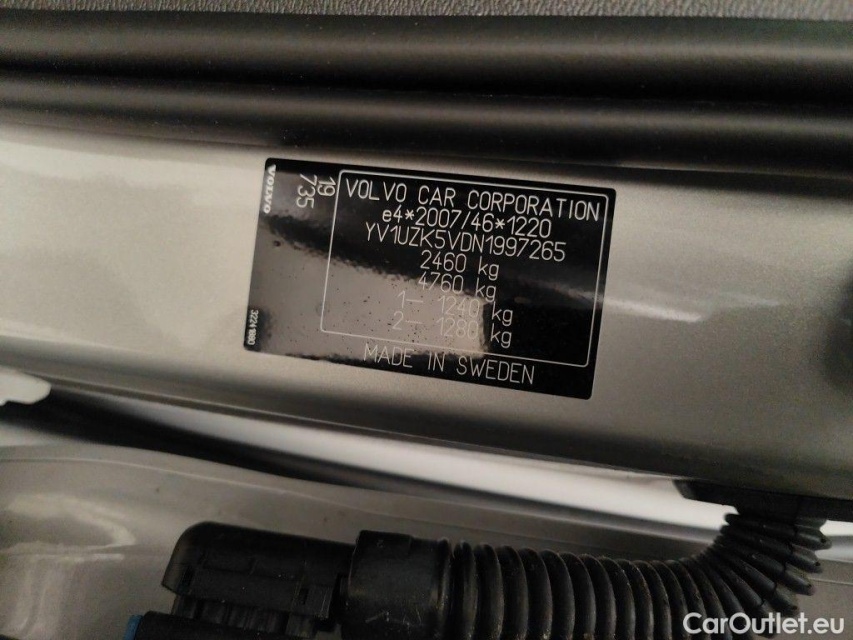 VOLVO
19
735
VOLVO CAR CORPORATION
e4*2007/46*1220
YV1UZK5VDN1997265
2460 kg
4760 kg
1– 1240 kg
2– 1280 kg
MADE IN SWEDEN
CarOutlet.eu